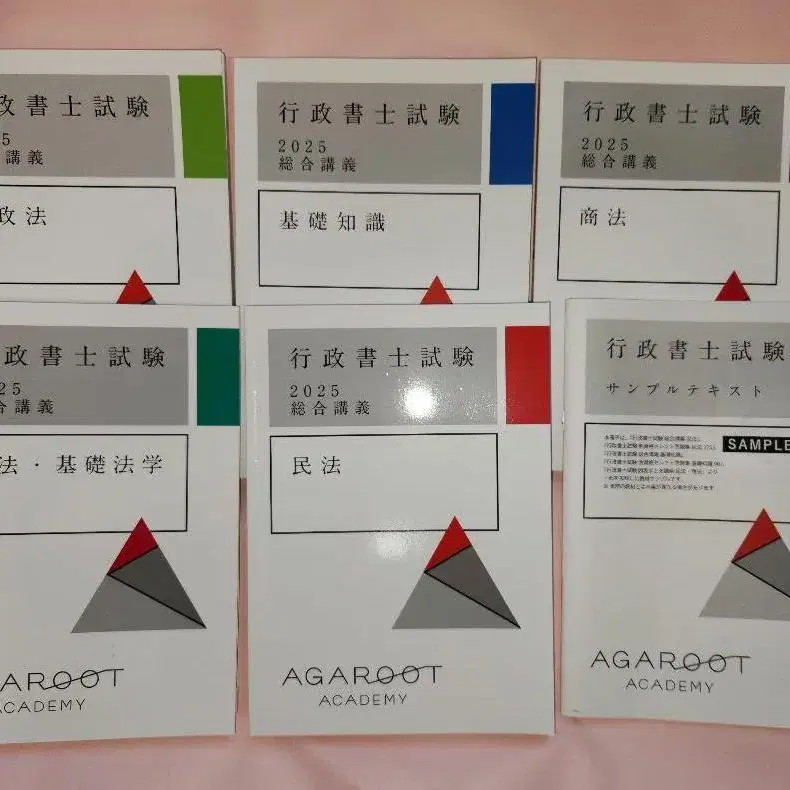 政書士試験
5
講義
政法
行政書士試験
2025
総合講義
基礎知識
行政書士試験
2025
総合講義
商法
政書士試験
25
合講義
法・基礎法学
AROOT
ACADEMY
行政書士試験
2025
総合講義
民法
AGAROOT
ACADEMY
行政書士試験
サンプルテキスト
SAMPLE
AGAROOT
ACADEMY